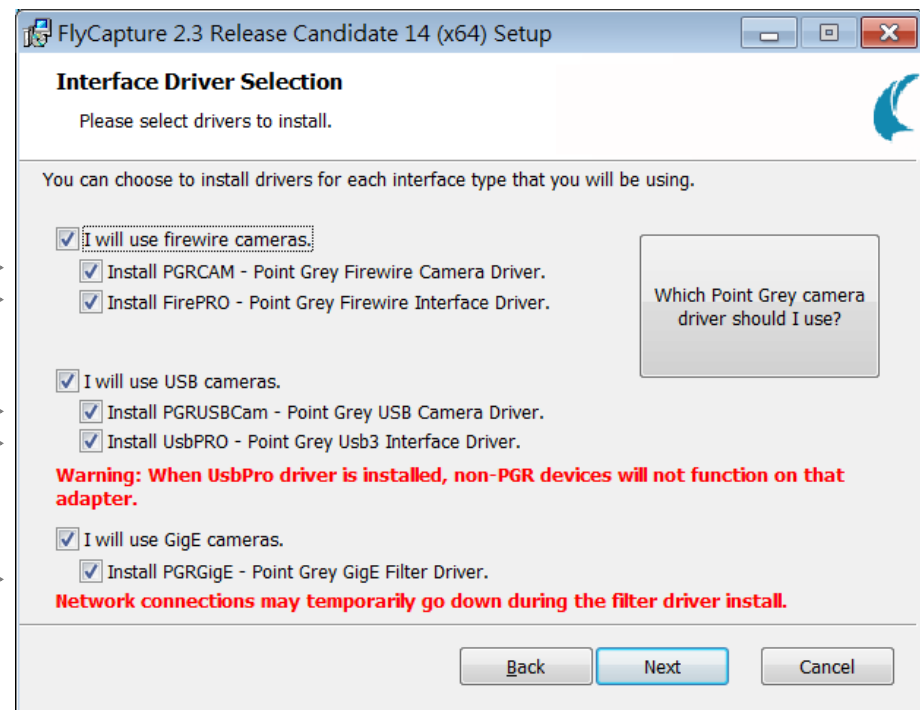 FlyCapture 2.3 Release Candidate 14 (x64) Setup
Interface Driver Selection
Please select drivers to install.
You can choose to install drivers for each interface type that you will be using.
I will use firewire cameras.
Install PGRCAM - Point Grey Firewire Camera Driver.
Install FirePRO - Point Grey Firewire Interface Driver.
Which Point Grey camera
driver should I use?
I will use USB cameras.
Install PGRUSBCam - Point Grey USB Camera Driver.
Install UsbPRO - Point Grey Usb3 Interface Driver.
Warning: When UsbPro driver is installed, non-PGR devices will not function on that
adapter.
I will use GigE cameras.
Install PGRGigE - Point Grey GigE Filter Driver.
Network connections may temporarily go down during the filter driver install.
Back
Next
Cancel